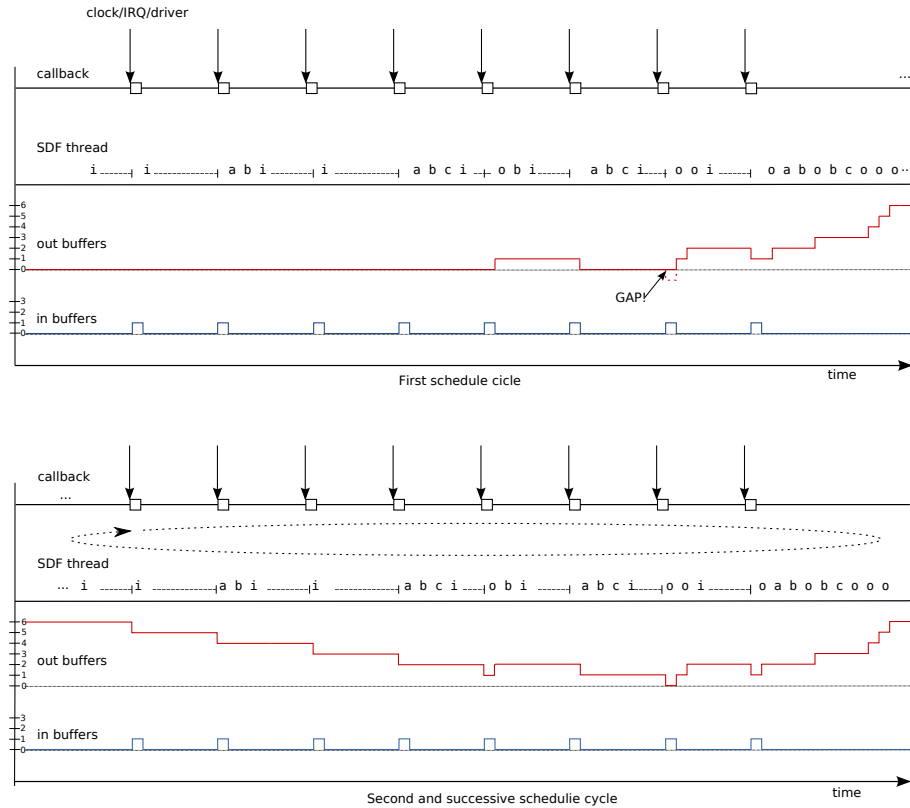 clock/IRQ/driver
callback
...
SDF thread
i i a b i i a b c i o b i a b c i o o i o a b o b c o o o ...
6
5
4
3
2
1
0
out buffers
GAP!
3
2
1
0
in buffers
time
First schedule cicle
callback
...
SDF thread
... i i a b i i a b c i o b i a b c i o o i o a b o b c o o o
6
5
4
3
2
1
0
out buffers
3
2
1
0
in buffers
time
Second and successive schedulie cycle